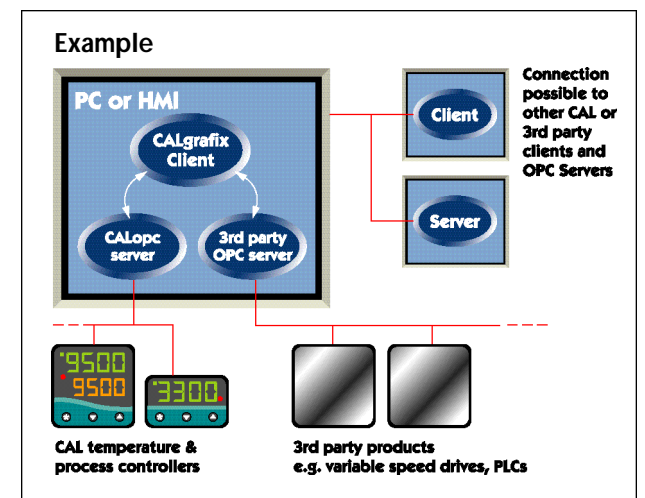 Example
PC or HMI
CALgrafix
Client
CALopc
server
3rd party
OPC server
Client
Server
Connection
possible to
other CAL or
3rd party
clients and
OPC Servers
9500
9500
3300
CAL temperature &
process controllers
3rd party products
e.g. variable speed drives, PLCs